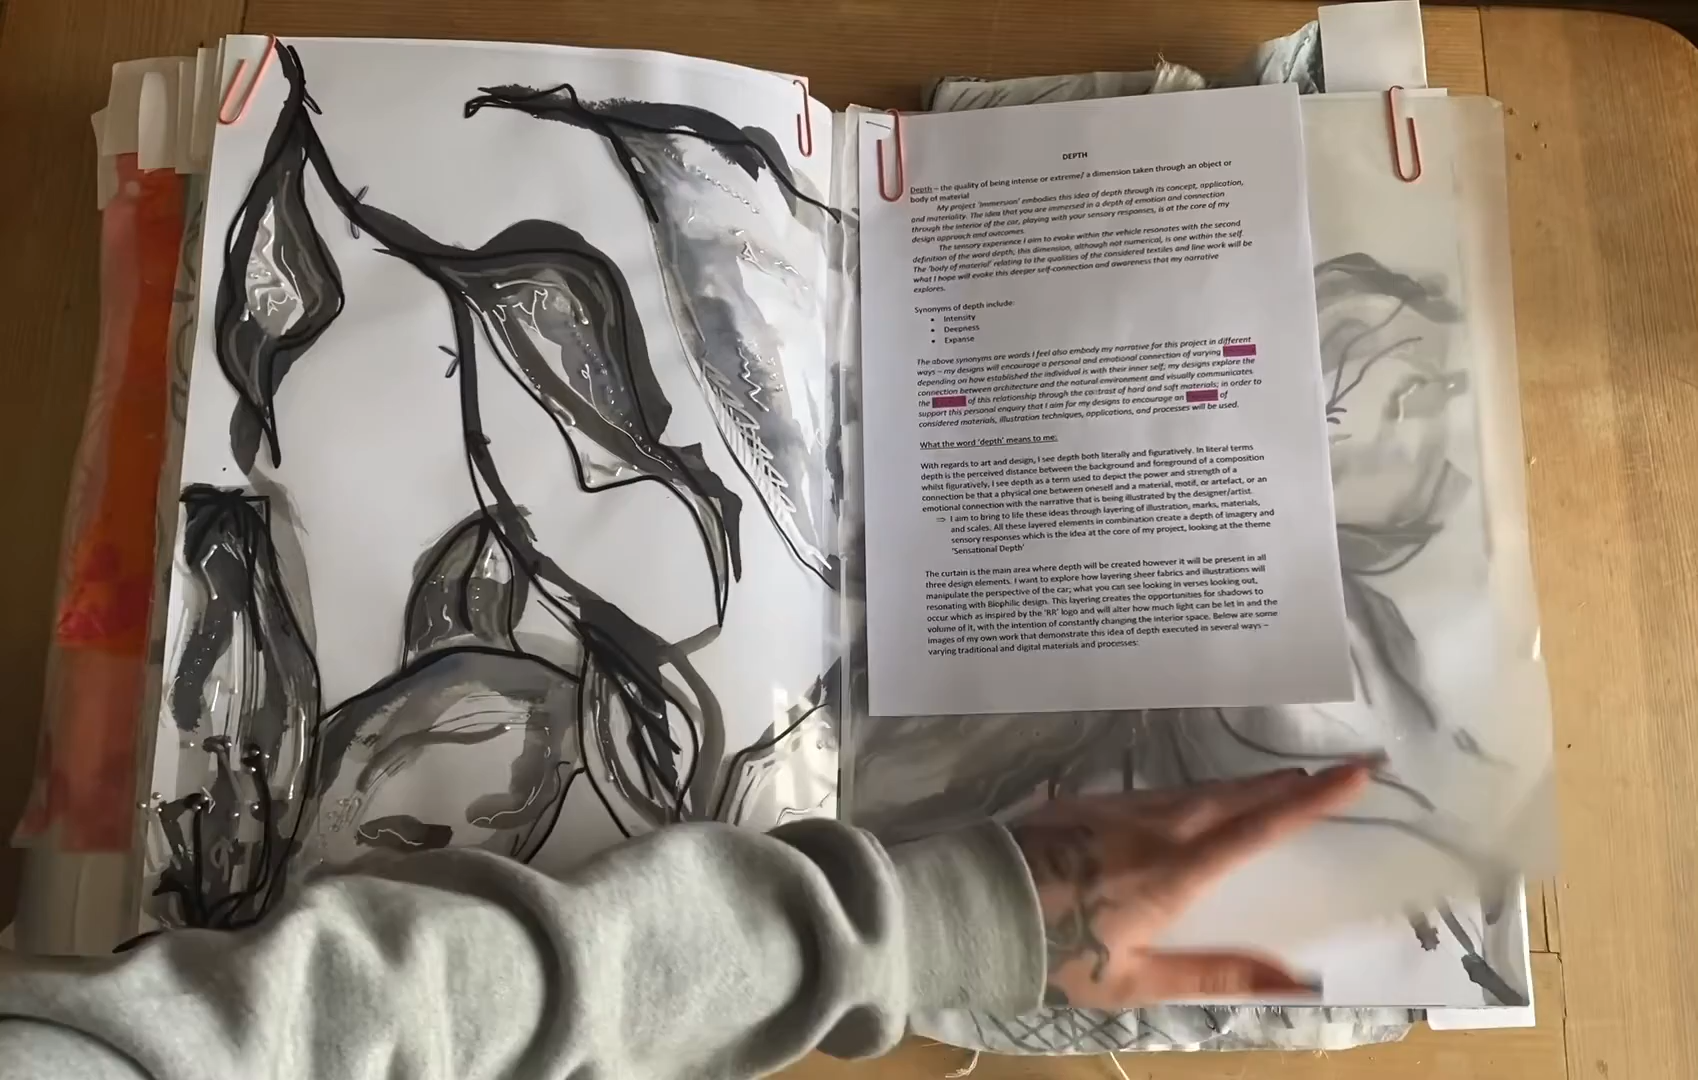 DEPTH
Depth – the quality of being intense or extreme/ a dimension taken through an object or
body of material
My project 'Immersion' embodies this idea of depth through its concept, application,
and materiality. The idea that you are immersed in a depth of emotion and connection
through the interior of the car, playing with your sensory responses, is at the core of my
design approach and outcomes.
The sensory experience I aim to evoke within the vehicle resonates with the second
definition of the word depth; this dimension, although not numerical, is one within the self.
The 'body of material' relating to the qualities of the considered textiles and line work will be
what I hope will evoke this deeper self-connection and awareness that my narrative
explores.
Synonyms of depth include:
• Intensity
• Deepness
• Expanse
The above synonyms are words I feel also embody my narrative for this project in different
ways – my designs will encourage a personal and emotional connection of varying
depending on how established the individual is with their inner self; my designs explore the
connection between architecture and the natural environment and visually communicates
the of this relationship through the contrast of hard and soft materials; in order to
support this personal enquiry that I aim for my designs to encourage an of
considered materials, illustration techniques, applications, and processes will be used.
What the word 'depth' means to me:
With regards to art and design, I see depth both literally and figuratively. In literal terms
depth is the perceived distance between the background and foreground of a composition
whilst figuratively, I see depth as a term used to depict the power and strength of a
connection be that a physical one between oneself and a material, motif, or artefact, or an
emotional connection with the narrative that is being illustrated by the designer/artist.
⇒ I aim to bring to life these ideas through layering of illustration, marks, materials,
and scales. All these layered elements in combination create a depth of imagery and
sensory responses which is the idea at the core of my project, looking at the theme
'Sensational Depth'
The curtain is the main area where depth will be created however it will be present in all
three design elements. I want to explore how layering sheer fabrics and illustrations will
manipulate the perspective of the car; what you can see looking in verses looking out,
resonating with Biophilic design. This layering creates the opportunities for shadows to
occur which as inspired by the 'RR' logo and will alter how much light can be let in and the
volume of it, with the intention of constantly changing the interior space. Below are some
images of my own work that demonstrate this idea of depth executed in several ways –
varying traditional and digital materials and processes: